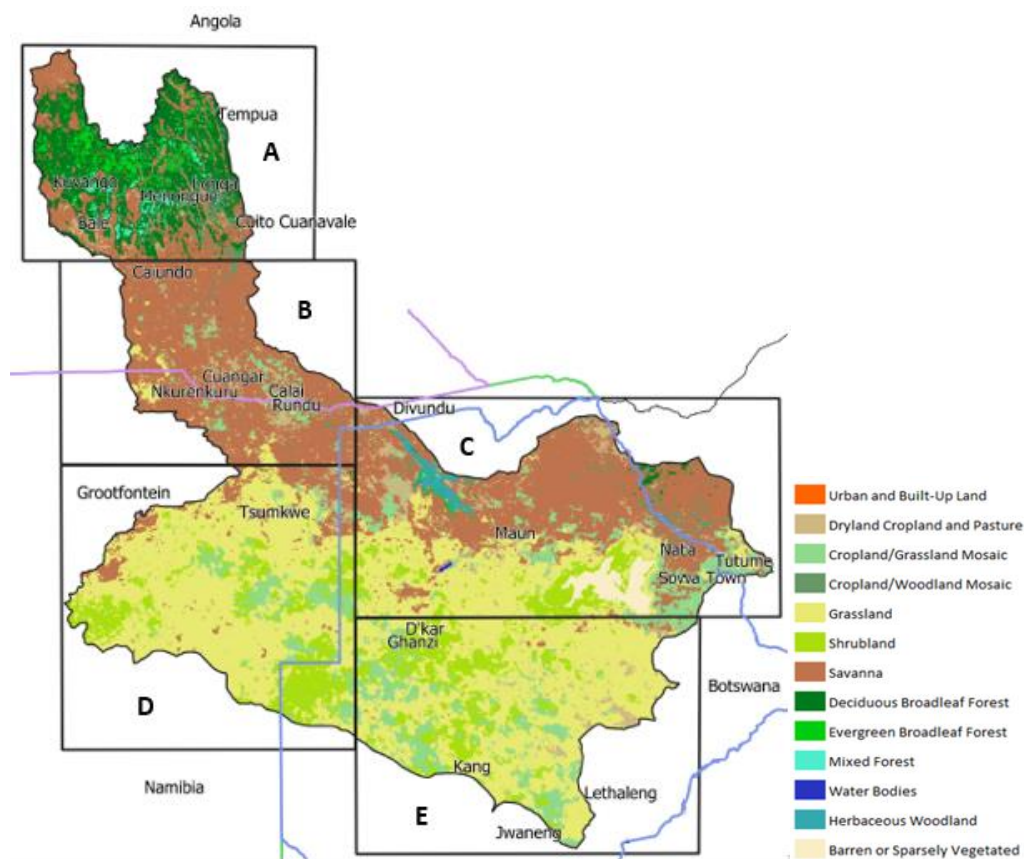 Angola
Tempua
A
Kuvango
Longa
Menongue
Bale
Cuito Cuanavale
Caiundo
B
Cuangar
Nkurenkuru
Calai
Rundu
Divundu
C
Grootfontein
Tsumkwe
Maun
Nata
Tutume
Sowa Town
D'kar
Ghanzi
Botswana
D
Namibia
Kang
Lethaleng
E
Jwaneng
Urban and Built-Up Land
Dryland Cropland and Pasture
Cropland/Grassland Mosaic
Cropland/Woodland Mosaic
Grassland
Shrubland
Savanna
Deciduous Broadleaf Forest
Evergreen Broadleaf Forest
Mixed Forest
Water Bodies
Herbaceous Woodland
Barren or Sparsely Vegetated